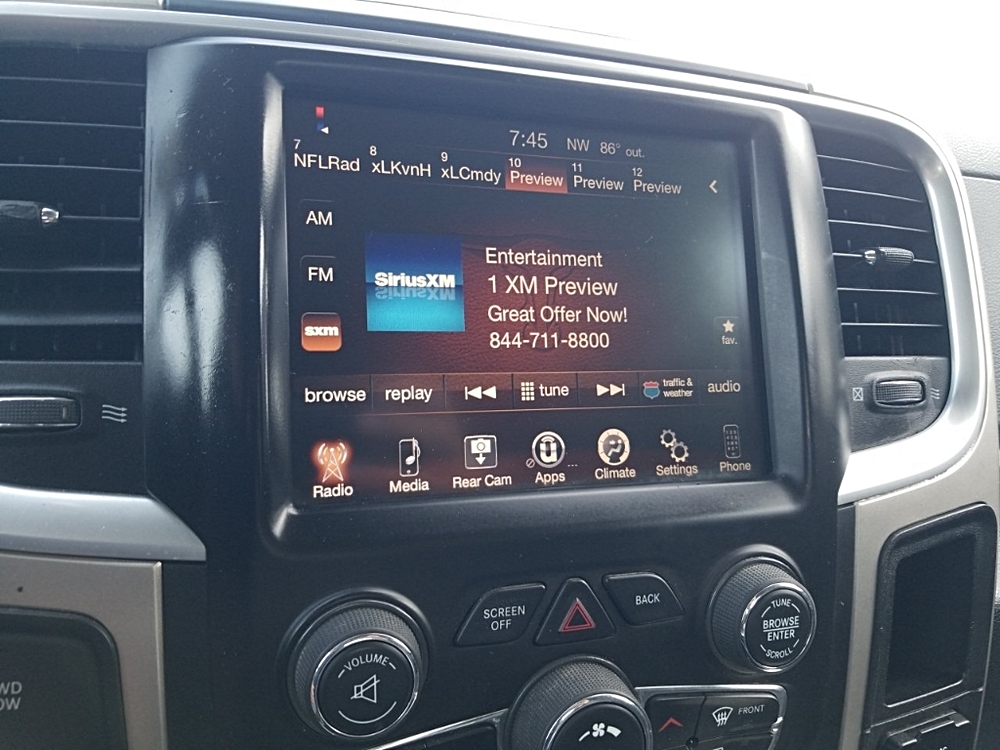 7:45 NW 86° out.
7 NFLRad 8 xLKvnH 9 xLCmdy 10 Preview 11 Preview 12 Preview
AM
FM
sxm
SiriusXM
Entertainment
1 XM Preview
Great Offer Now!
844-711-8800
fav.
browse replay tune traffic & weather audio
Radio Media Rear Cam Apps ... Climate Settings Phone
SCREEN OFF
BACK
VOLUME
TUNE
BROWSE
ENTER
SCROLL
FRONT